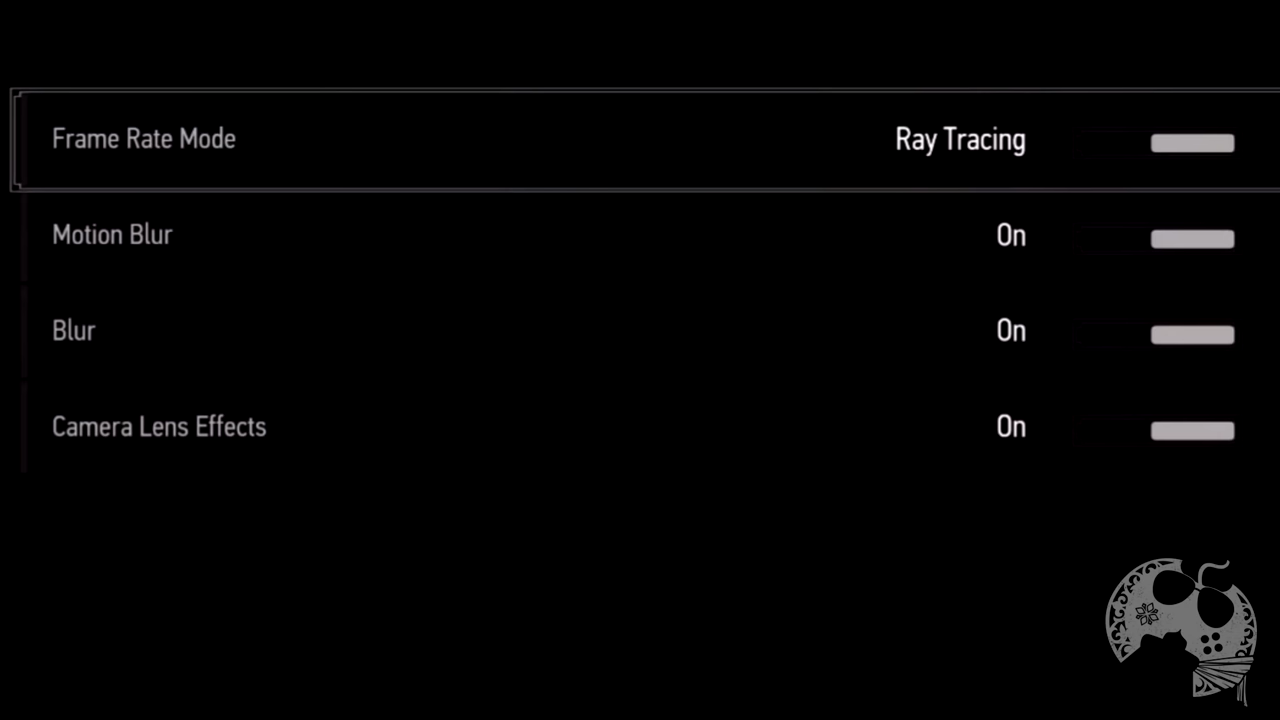 Frame Rate Mode Ray Tracing
Motion Blur On
Blur On
Camera Lens Effects On